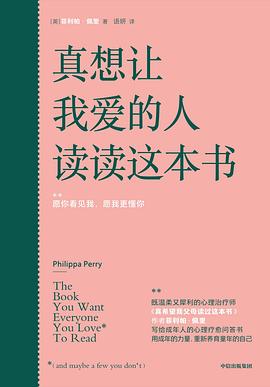 [英] 菲利帕·佩里 著 语妍 译
真想让
我爱的人
读读这本书
**
愿你看见我，愿我更懂你
Philippa Perry
The
Book
You Want
Everyone
You Love*
To Read
*(and maybe a few you don't)
**
既温柔又犀利的心理治疗师
《真希望我父母读过这本书》
作者菲利帕·佩里
写给成年人的心理疗愈问答书
用成年的力量，重新养育童年的自己
中信出版集团